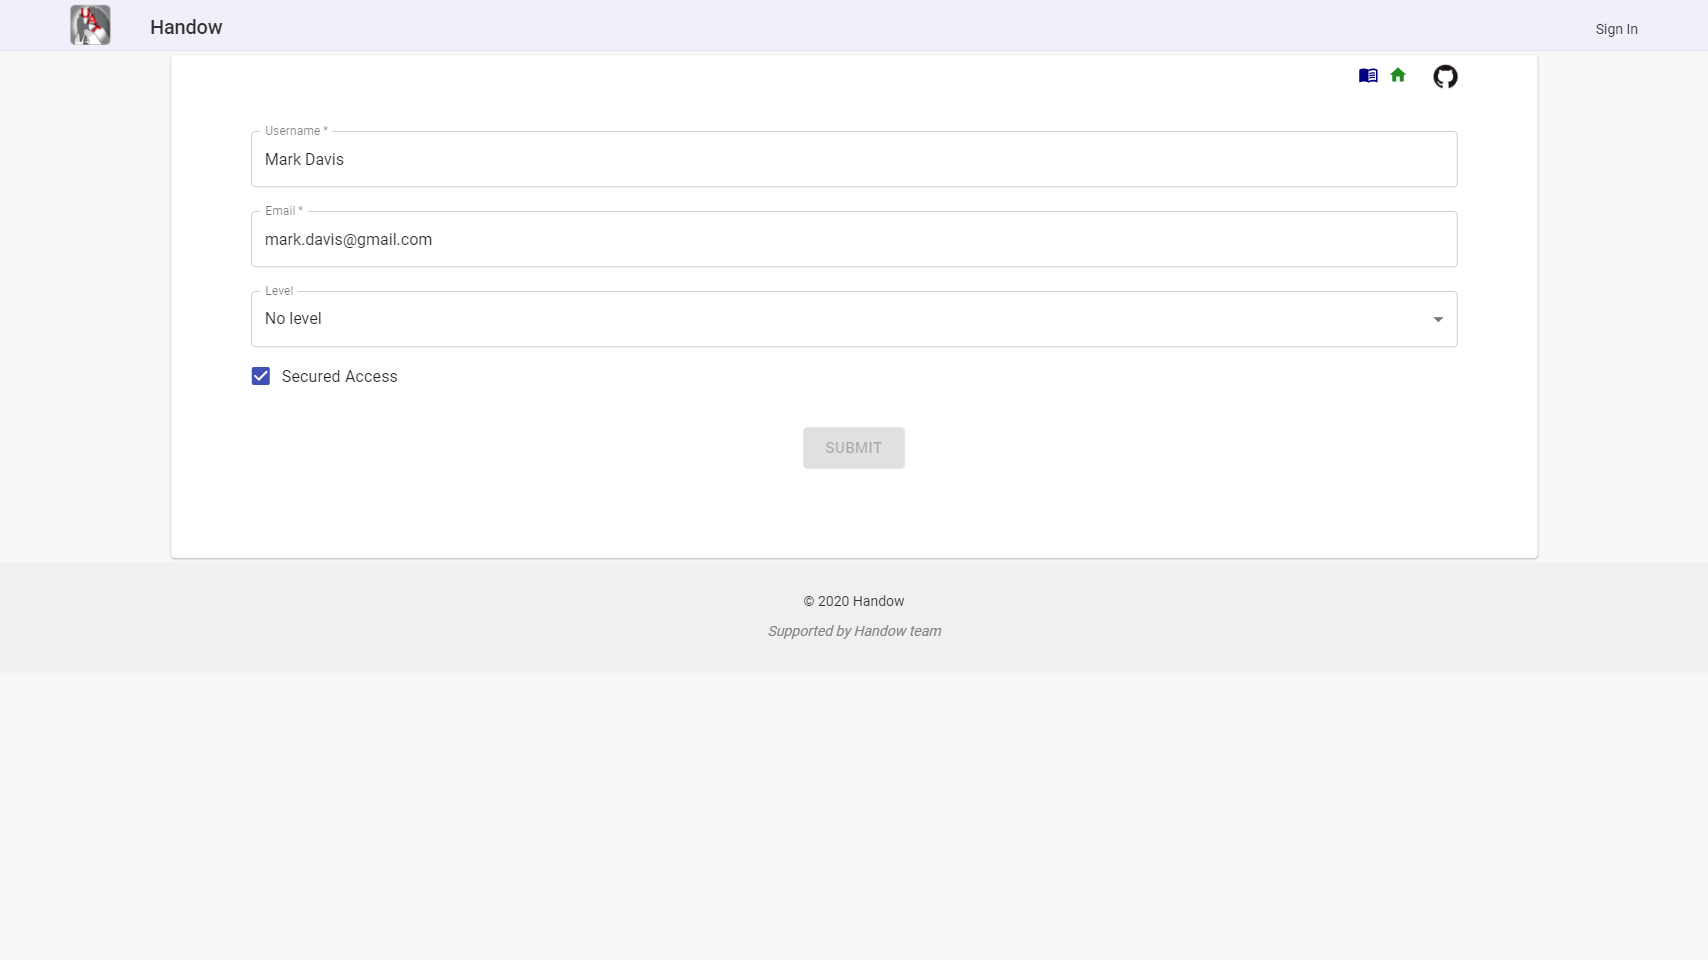 Handow
Sign In
Username *
Mark Davis
Email *
mark.davis@gmail.com
Level
No level
Secured Access
SUBMIT
© 2020 Handow
Supported by Handow team